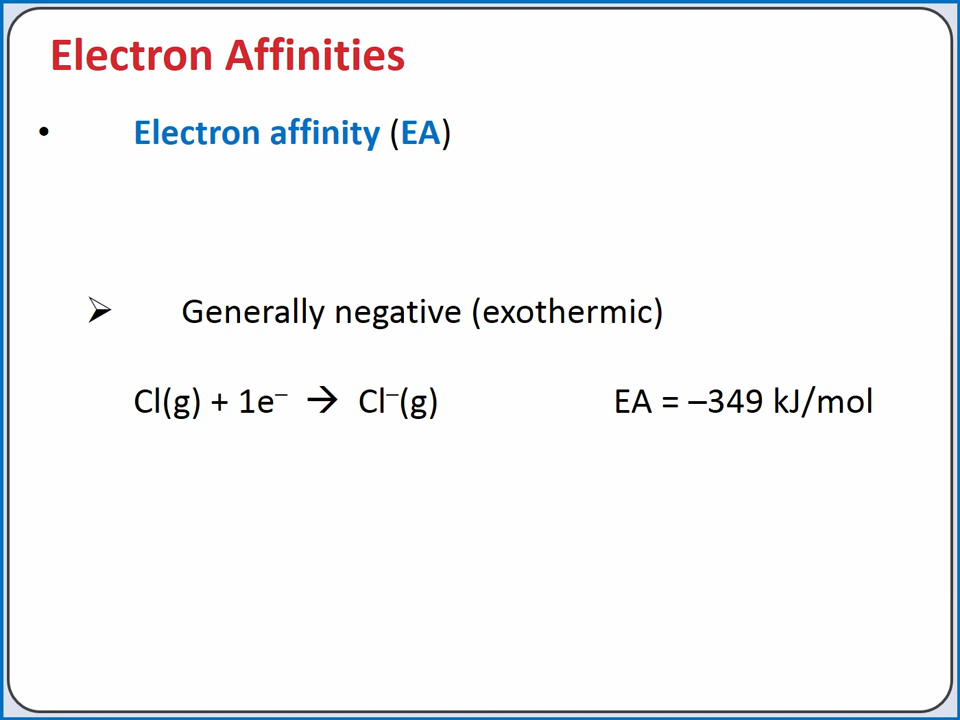 Electron Affinities
• Electron affinity (EA)
➢ Generally negative (exothermic)
Cl(g) + 1e⁻ → Cl⁻(g) EA = –349 kJ/mol